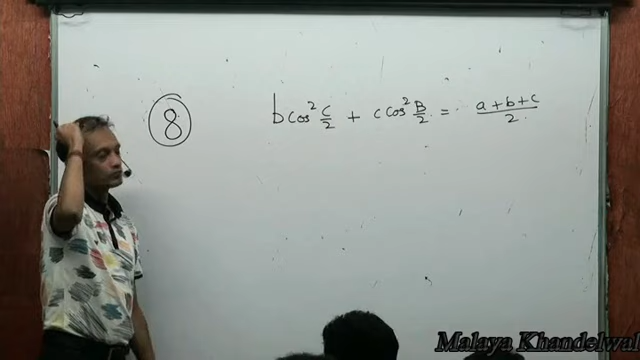 8 b cos² C/2 + c cos² B/2 = a+b+c/2
Malaya Khandelwal